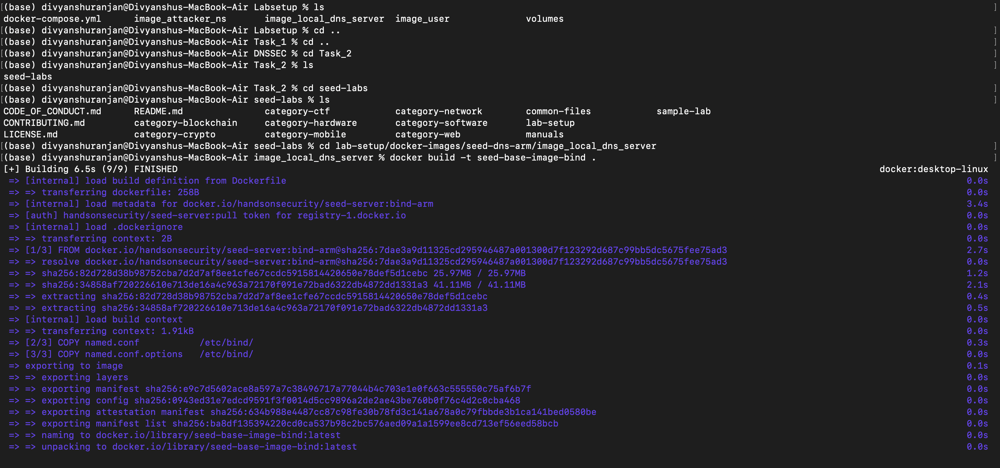 [(base) divyanshuranjan@Divyanshus-MacBook-Air Labsetup % ls ]
docker-compose.yml image_attacker_ns image_local_dns_server image_user volumes
[(base) divyanshuranjan@Divyanshus-MacBook-Air Labsetup % cd .. ]
[(base) divyanshuranjan@Divyanshus-MacBook-Air Task_1 % cd .. ]
[(base) divyanshuranjan@Divyanshus-MacBook-Air DNSSEC % cd Task_2 ]
[(base) divyanshuranjan@Divyanshus-MacBook-Air Task_2 % ls ]
seed-labs
[(base) divyanshuranjan@Divyanshus-MacBook-Air Task_2 % cd seed-labs ]
[(base) divyanshuranjan@Divyanshus-MacBook-Air seed-labs % ls ]
CODE_OF_CONDUCT.md README.md category-ctf category-network common-files sample-lab
CONTRIBUTING.md category-blockchain category-hardware category-software lab-setup
LICENSE.md category-crypto category-mobile category-web manuals
[(base) divyanshuranjan@Divyanshus-MacBook-Air seed-labs % cd lab-setup/docker-images/seed-dns-arm/image_local_dns_server ]
[(base) divyanshuranjan@Divyanshus-MacBook-Air image_local_dns_server % docker build -t seed-base-image-bind . ]
[+] Building 6.5s (9/9) FINISHED docker:desktop-linux
=> [internal] load build definition from Dockerfile 0.0s
=> => transferring dockerfile: 258B 0.0s
=> [internal] load metadata for docker.io/handsonsecurity/seed-server:bind-arm 3.4s
=> [auth] handsonsecurity/seed-server:pull token for registry-1.docker.io 0.0s
=> [internal] load .dockerignore 0.0s
=> => transferring context: 2B 0.0s
=> [1/3] FROM docker.io/handsonsecurity/seed-server:bind-arm@sha256:7dae3a9d11325cd295946487a001300d7f123292d687c99bb5dc5675fee75ad3 2.7s
=> => resolve docker.io/handsonsecurity/seed-server:bind-arm@sha256:7dae3a9d11325cd295946487a001300d7f123292d687c99bb5dc5675fee75ad3 0.0s
=> => sha256:82d728d38b98752cba7d2d7af8ee1cfe67ccdc5915814420650e78def5d1cebc 25.97MB / 25.97MB 1.2s
=> => sha256:34858af720226610e713de16a4c963a72170f091e72bad6322db4872dd1331a3 41.11MB / 41.11MB 2.1s
=> => extracting sha256:82d728d38b98752cba7d2d7af8ee1cfe67ccdc5915814420650e78def5d1cebc 0.4s
=> => extracting sha256:34858af720226610e713de16a4c963a72170f091e72bad6322db4872dd1331a3 0.5s
=> [internal] load build context 0.0s
=> => transferring context: 1.91kB 0.0s
=> [2/3] COPY named.conf /etc/bind/ 0.3s
=> [3/3] COPY named.conf.options /etc/bind/ 0.0s
=> exporting to image 0.1s
=> => exporting layers 0.0s
=> => exporting manifest sha256:e9c7d5602ace8a597a7c38496717a77044b4c703e1e0f663c555550c75af6b7f 0.0s
=> => exporting config sha256:0943ed31e7edcd9591f3f0014d5cc9896a2de2ae43be760b0f76c4d2c0cba468 0.0s
=> => exporting attestation manifest sha256:634b988e4487cc87c98fe30b78fd3c141a678a0c79fbbde3b1ca141bed0580be 0.0s
=> => exporting manifest list sha256:ba8df135394220cd0ca537b98c2bc576aed09a1a1599ee8cd713ef56eed58bcb 0.0s
=> => naming to docker.io/library/seed-base-image-bind:latest 0.0s
=> => unpacking to docker.io/library/seed-base-image-bind:latest 0.0s